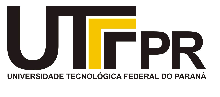 UTFPR
UNIVERSIDADE TECNOLÓGICA FEDERAL DO PARANÁ